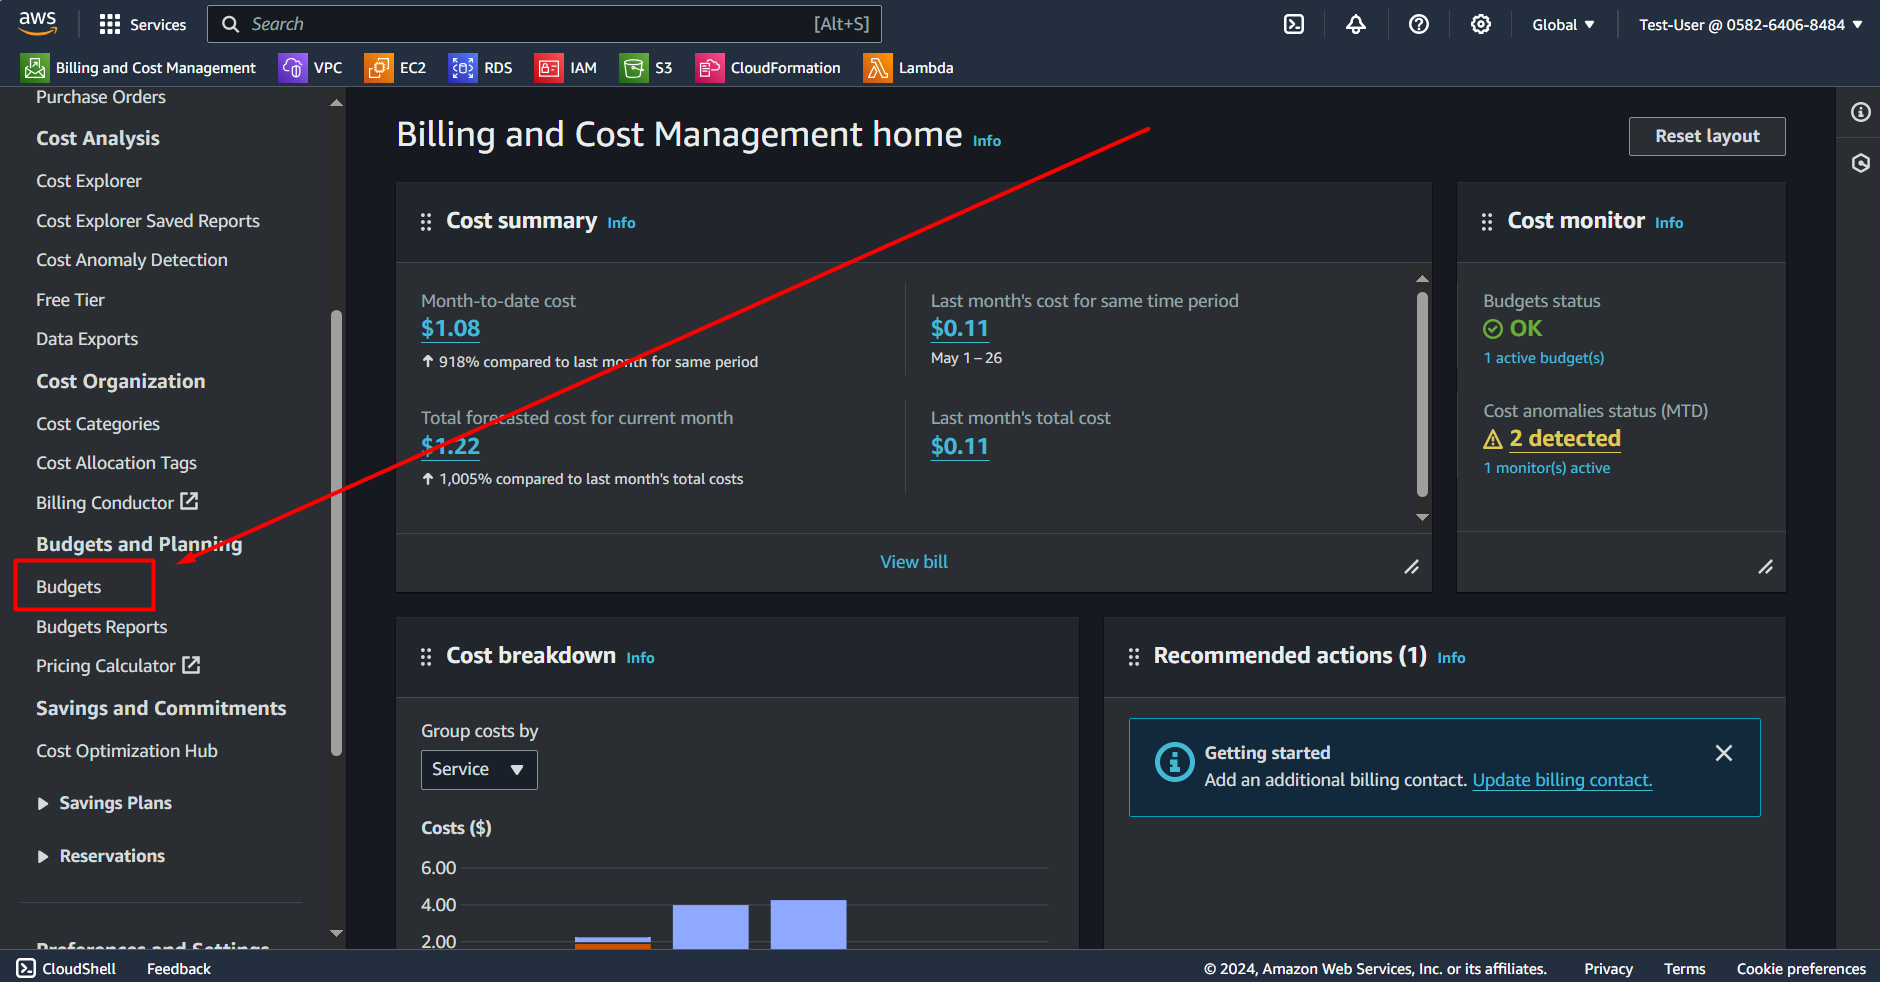 aws
Services
Search
[Alt+S]
Global
Test-User @ 0582-6406-8484
Billing and Cost Management
VPC
EC2
RDS
IAM
S3
CloudFormation
Lambda
Purchase Orders
Cost Analysis
Cost Explorer
Cost Explorer Saved Reports
Cost Anomaly Detection
Free Tier
Data Exports
Cost Organization
Cost Categories
Cost Allocation Tags
Billing Conductor
Budgets and Planning
Budgets
Budgets Reports
Pricing Calculator
Savings and Commitments
Cost Optimization Hub
Savings Plans
Reservations
Preferences and Settings
Billing and Cost Management home Info
Reset layout
Cost summary Info
Month-to-date cost
$1.08
918% compared to last month for same period
Last month's cost for same time period
$0.11
May 1 – 26
Total forecasted cost for current month
$1.22
1,005% compared to last month's total costs
Last month's total cost
$0.11
View bill
Cost monitor Info
Budgets status
OK
1 active budget(s)
Cost anomalies status (MTD)
2 detected
1 monitor(s) active
Cost breakdown Info
Group costs by
Service
Costs ($)
6.00
4.00
2.00
Recommended actions (1) Info
Getting started
Add an additional billing contact. Update billing contact.
CloudShell
Feedback
© 2024, Amazon Web Services, Inc. or its affiliates.
Privacy
Terms
Cookie preferences